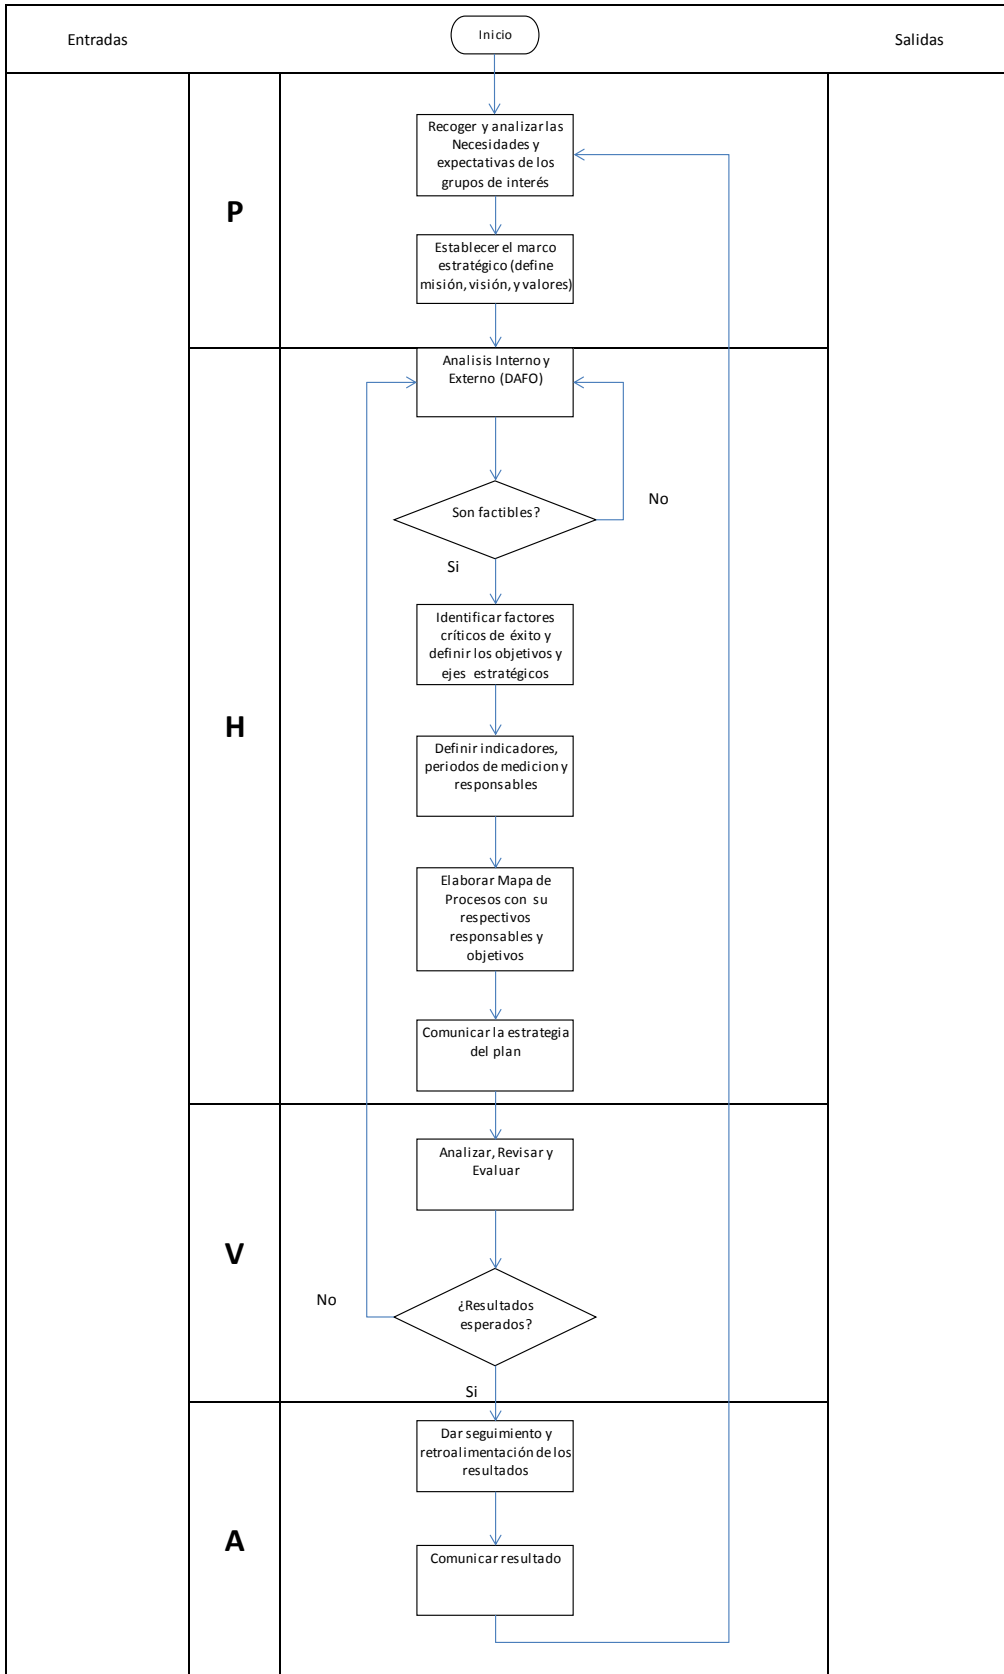 Entradas
Inicio
Salidas
P
Recoger y analizar las
Necesidades y
expectativas de los
grupos de interés
Establecer el marco
estratégico (define
misión, visión, y valores)
H
Analisis Interno y
Externo (DAFO)
Son factibles?
No
Si
Identificar factores
críticos de éxito y
definir los objetivos y
ejes estratégicos
Definir indicadores,
periodos de medicion y
responsables
Elaborar Mapa de
Procesos con su
respectivos
responsables y
objetivos
Comunicar la estrategia
del plan
V
Analizar, Revisar y
Evaluar
¿Resultados
esperados?
No
Si
A
Dar seguimiento y
retroalimentación de los
resultados
Comunicar resultado